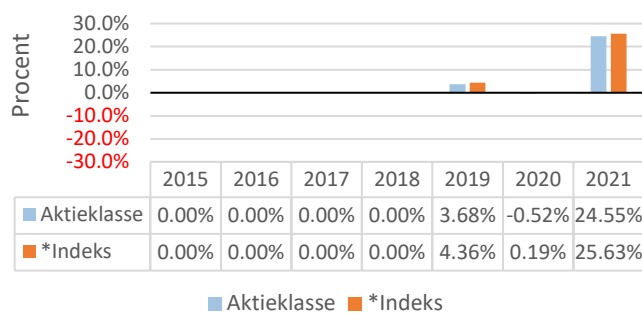 Procent
30.0%
20.0%
10.0%
0.0%
-10.0%
-20.0%
-30.0%
2015 2016 2017 2018 2019 2020 2021
Aktieklasse 0.00% 0.00% 0.00% 0.00% 3.68% -0.52% 24.55%
*Indeks 0.00% 0.00% 0.00% 0.00% 4.36% 0.19% 25.63%
Aktieklasse *Indeks